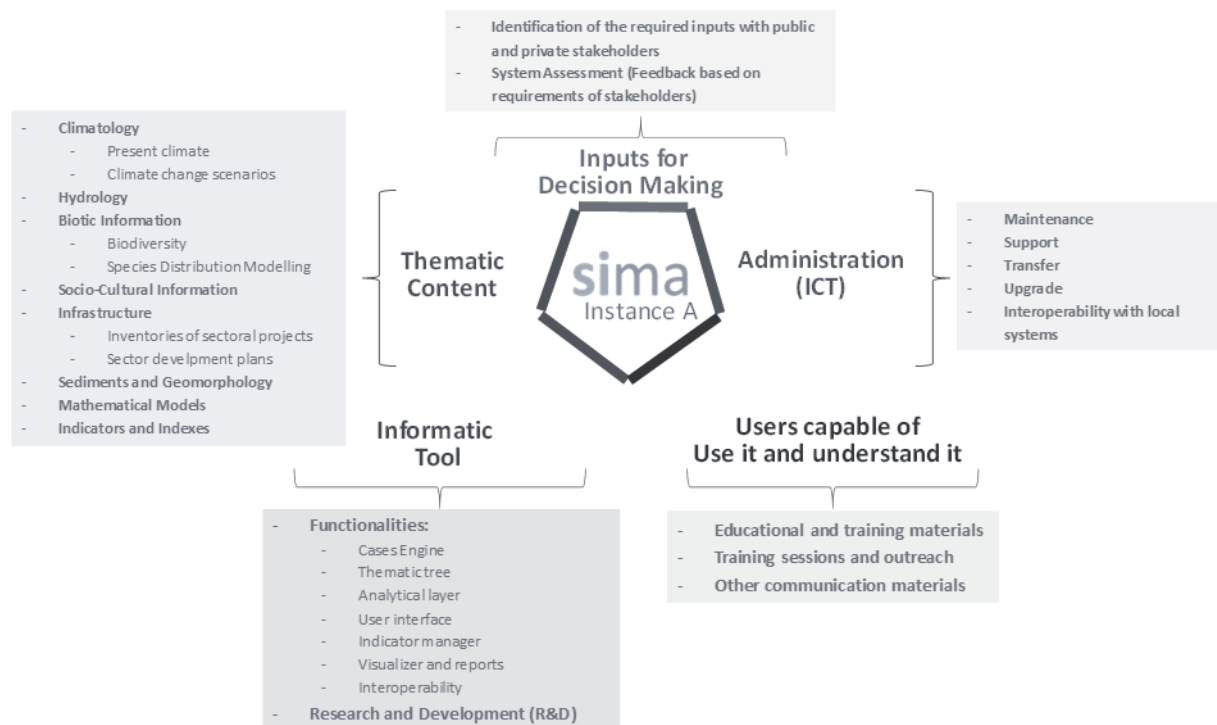 - Identification of the required inputs with public
and private stakeholders
- System Assessment (Feedback based on
requirements of stakeholders)
Inputs for
Decision Making
- Climatology
- Present climate
- Climate change scenarios
- Hydrology
- Biotic Information
- Biodiversity
- Species Distribution Modelling
- Socio-Cultural Information
- Infrastructure
- Inventories of sectoral projects
- Sector develpment plans
- Sediments and Geomorphology
- Mathematical Models
- Indicators and Indexes
Thematic
Content
sima
Instance A
Administration
(ICT)
- Maintenance
- Support
- Transfer
- Upgrade
- Interoperability with local
systems
Informatic
Tool
- Functionalities:
- Cases Engine
- Thematic tree
- Analytical layer
- User interface
- Indicator manager
- Visualizer and reports
- Interoperability
- Research and Development (R&D)
Users capable of
Use it and understand it
- Educational and training materials
- Training sessions and outreach
- Other communication materials